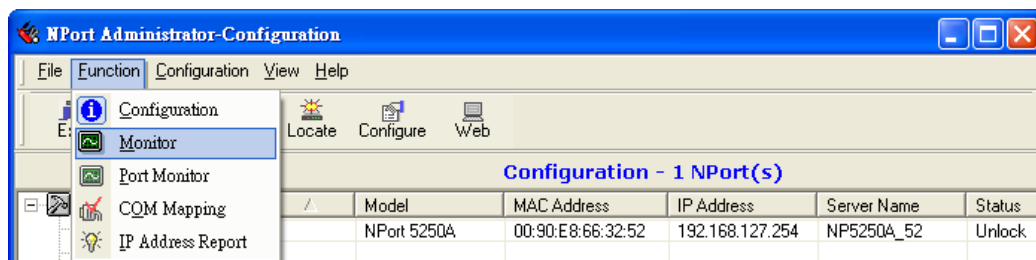 NPort Administrator-Configuration
File Function Configuration View Help
Locate Configure Web
Configuration
Monitor
Port Monitor
COM Mapping
IP Address Report
Configuration - 1 NPort(s)
Model MAC Address IP Address Server Name Status
NPort 5250A 00:90:E8:66:32:52 192.168.127.254 NP5250A_52 Unlock